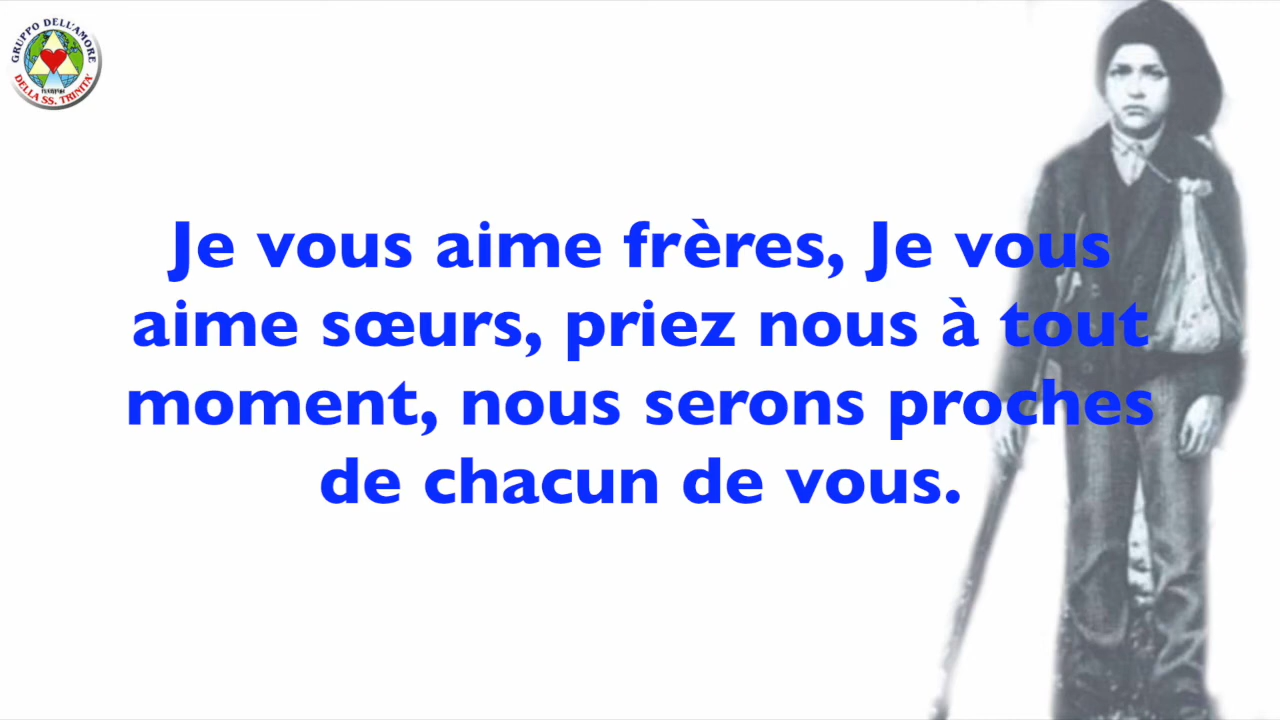 GRUPPO DELL'AMORE
DELLA SS. TRINITA'
Je vous aime frères, Je vous
aime sœurs, priez nous à tout
moment, nous serons proches
de chacun de vous.